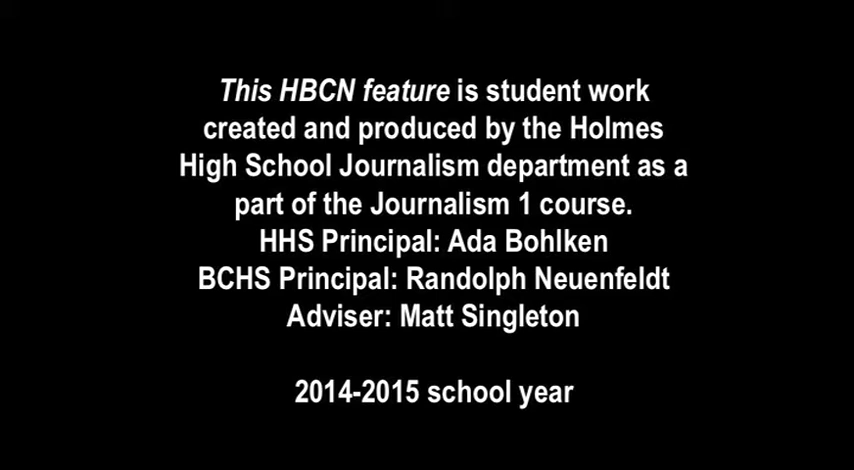 This HBCN feature is student work
created and produced by the Holmes
High School Journalism department as a
part of the Journalism 1 course.
HHS Principal: Ada Bohlken
BCHS Principal: Randolph Neuenfeldt
Adviser: Matt Singleton
2014-2015 school year